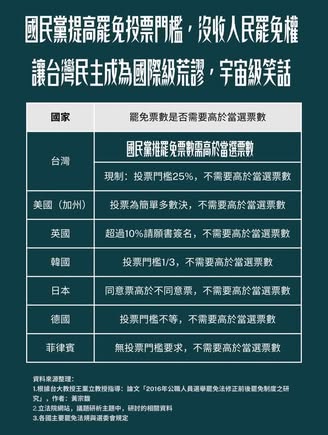 國民黨提高罷免投票門檻，沒收人民罷免權
讓台灣民主成為國際級荒謬，宇宙級笑話
國家 罷免票數是否需要高於當選票數
台灣 國民黨推罷免票數需高於當選票數
現制：投票門檻25%，不需要高於當選票數
美國（加州） 投票為簡單多數決，不需要高於當選票數
英國 超過10%請願書簽名，不需要高於當選票數
韓國 投票門檻1/3，不需要高於當選票數
日本 同意票高於不同意票，不需要高於當選票數
德國 投票門檻不等，不需要高於當選票數
菲律賓 無投票門檻要求，不需要高於當選票數
資料來源整理：
1.根據台大教授王業立教授指導：論文「2016年公職人員選舉罷免法修正前後罷免制度之研
究」，作者：黃宗馥
2.立法院網站，議題研析主題中，研討的相關資料
3.各國主要罷免法規與選委會規定